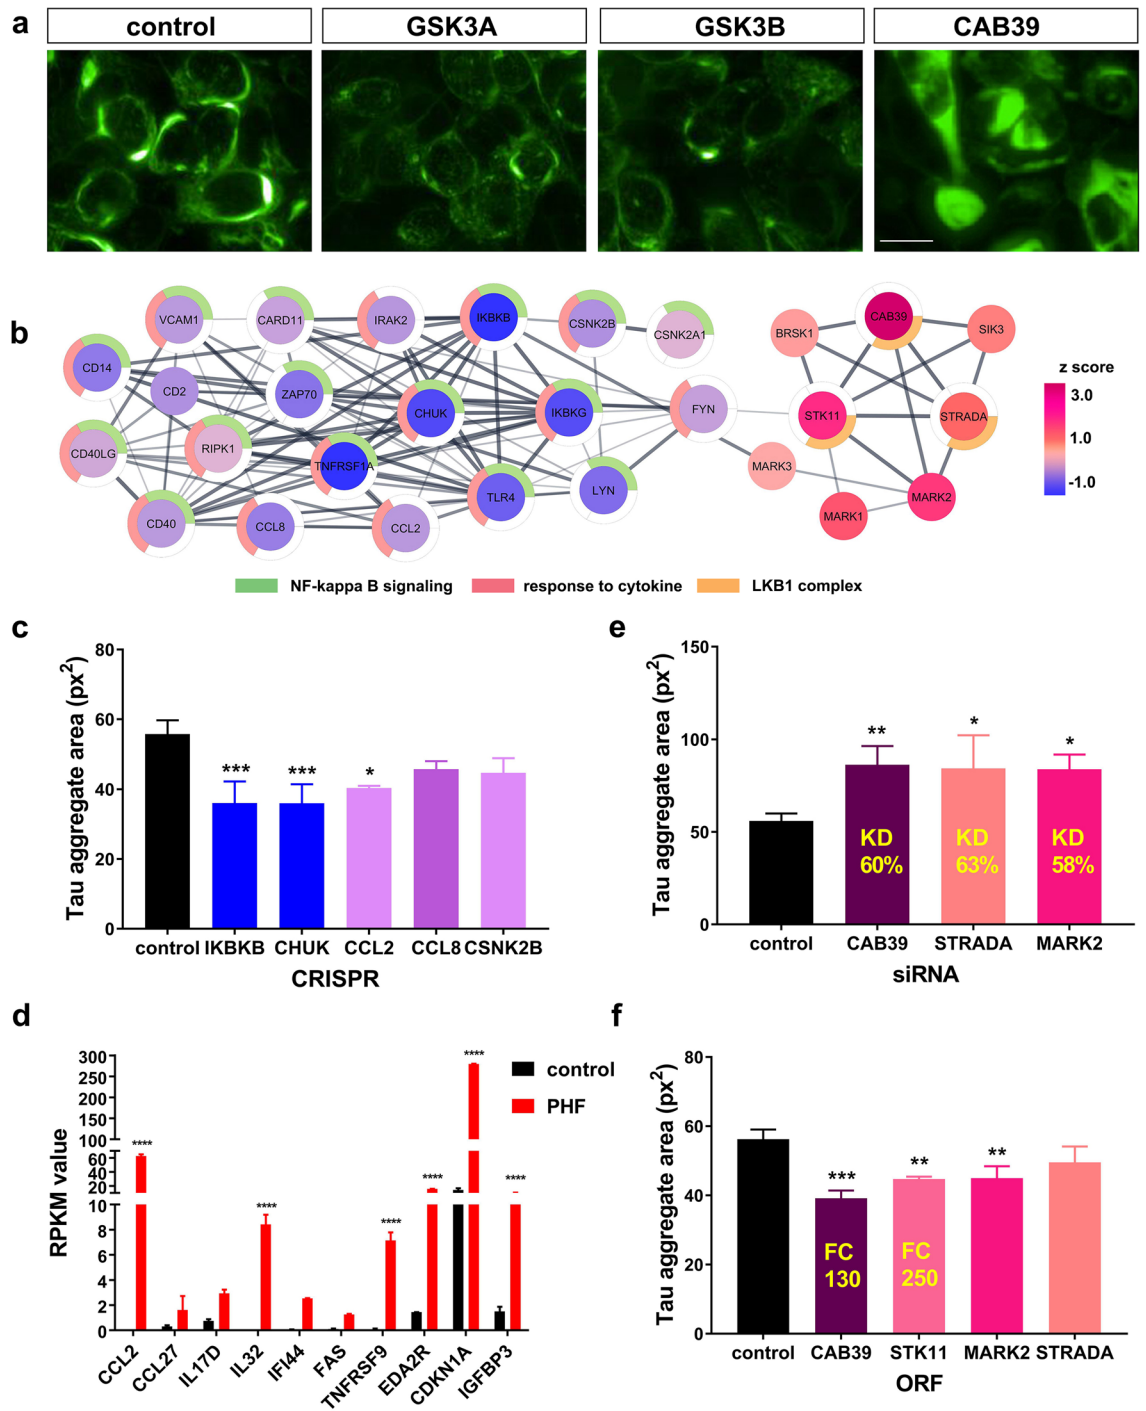 a
control
GSK3A
GSK3B
CAB39
b
VCAM1
CARD11
IRAK2
IKBKB
CSNK2B
CSNK2A1
CD14
CD2
ZAP70
CHUK
IKBKG
FYN
CD40LG
RIPK1
TNFRSF1A
TLR4
LYN
CD40
CCL8
CCL2
BRSK1
CAB39
SIK3
STK11
STRADA
MARK3
MARK2
MARK1
z score
3.0
1.0
-1.0
NF-kappa B signaling
response to cytokine
LKB1 complex
c
Tau aggregate area (px2)
80
60
40
20
0
***
***
*
control IKBKB CHUK CCL2 CCL8 CSNK2B
CRISPR
e
Tau aggregate area (px2)
150
100
50
0
**
*
*
KD
60%
KD
63%
KD
58%
control CAB39 STRADA MARK2
siRNA
d
RPKM value
300
250
200
150
100
60
40
20
10
8
6
4
2
0
****
****
****
****
****
****
control
PHF
CCL2
CCL27
IL17D
IL32
IFI44
FAS
TNFRSF9
EDA2R
CDKN1A
IGFBP3
f
Tau aggregate area (px2)
80
60
40
20
0
***
**
**
FC
130
FC
250
control CAB39 STK11 MARK2 STRADA
ORF